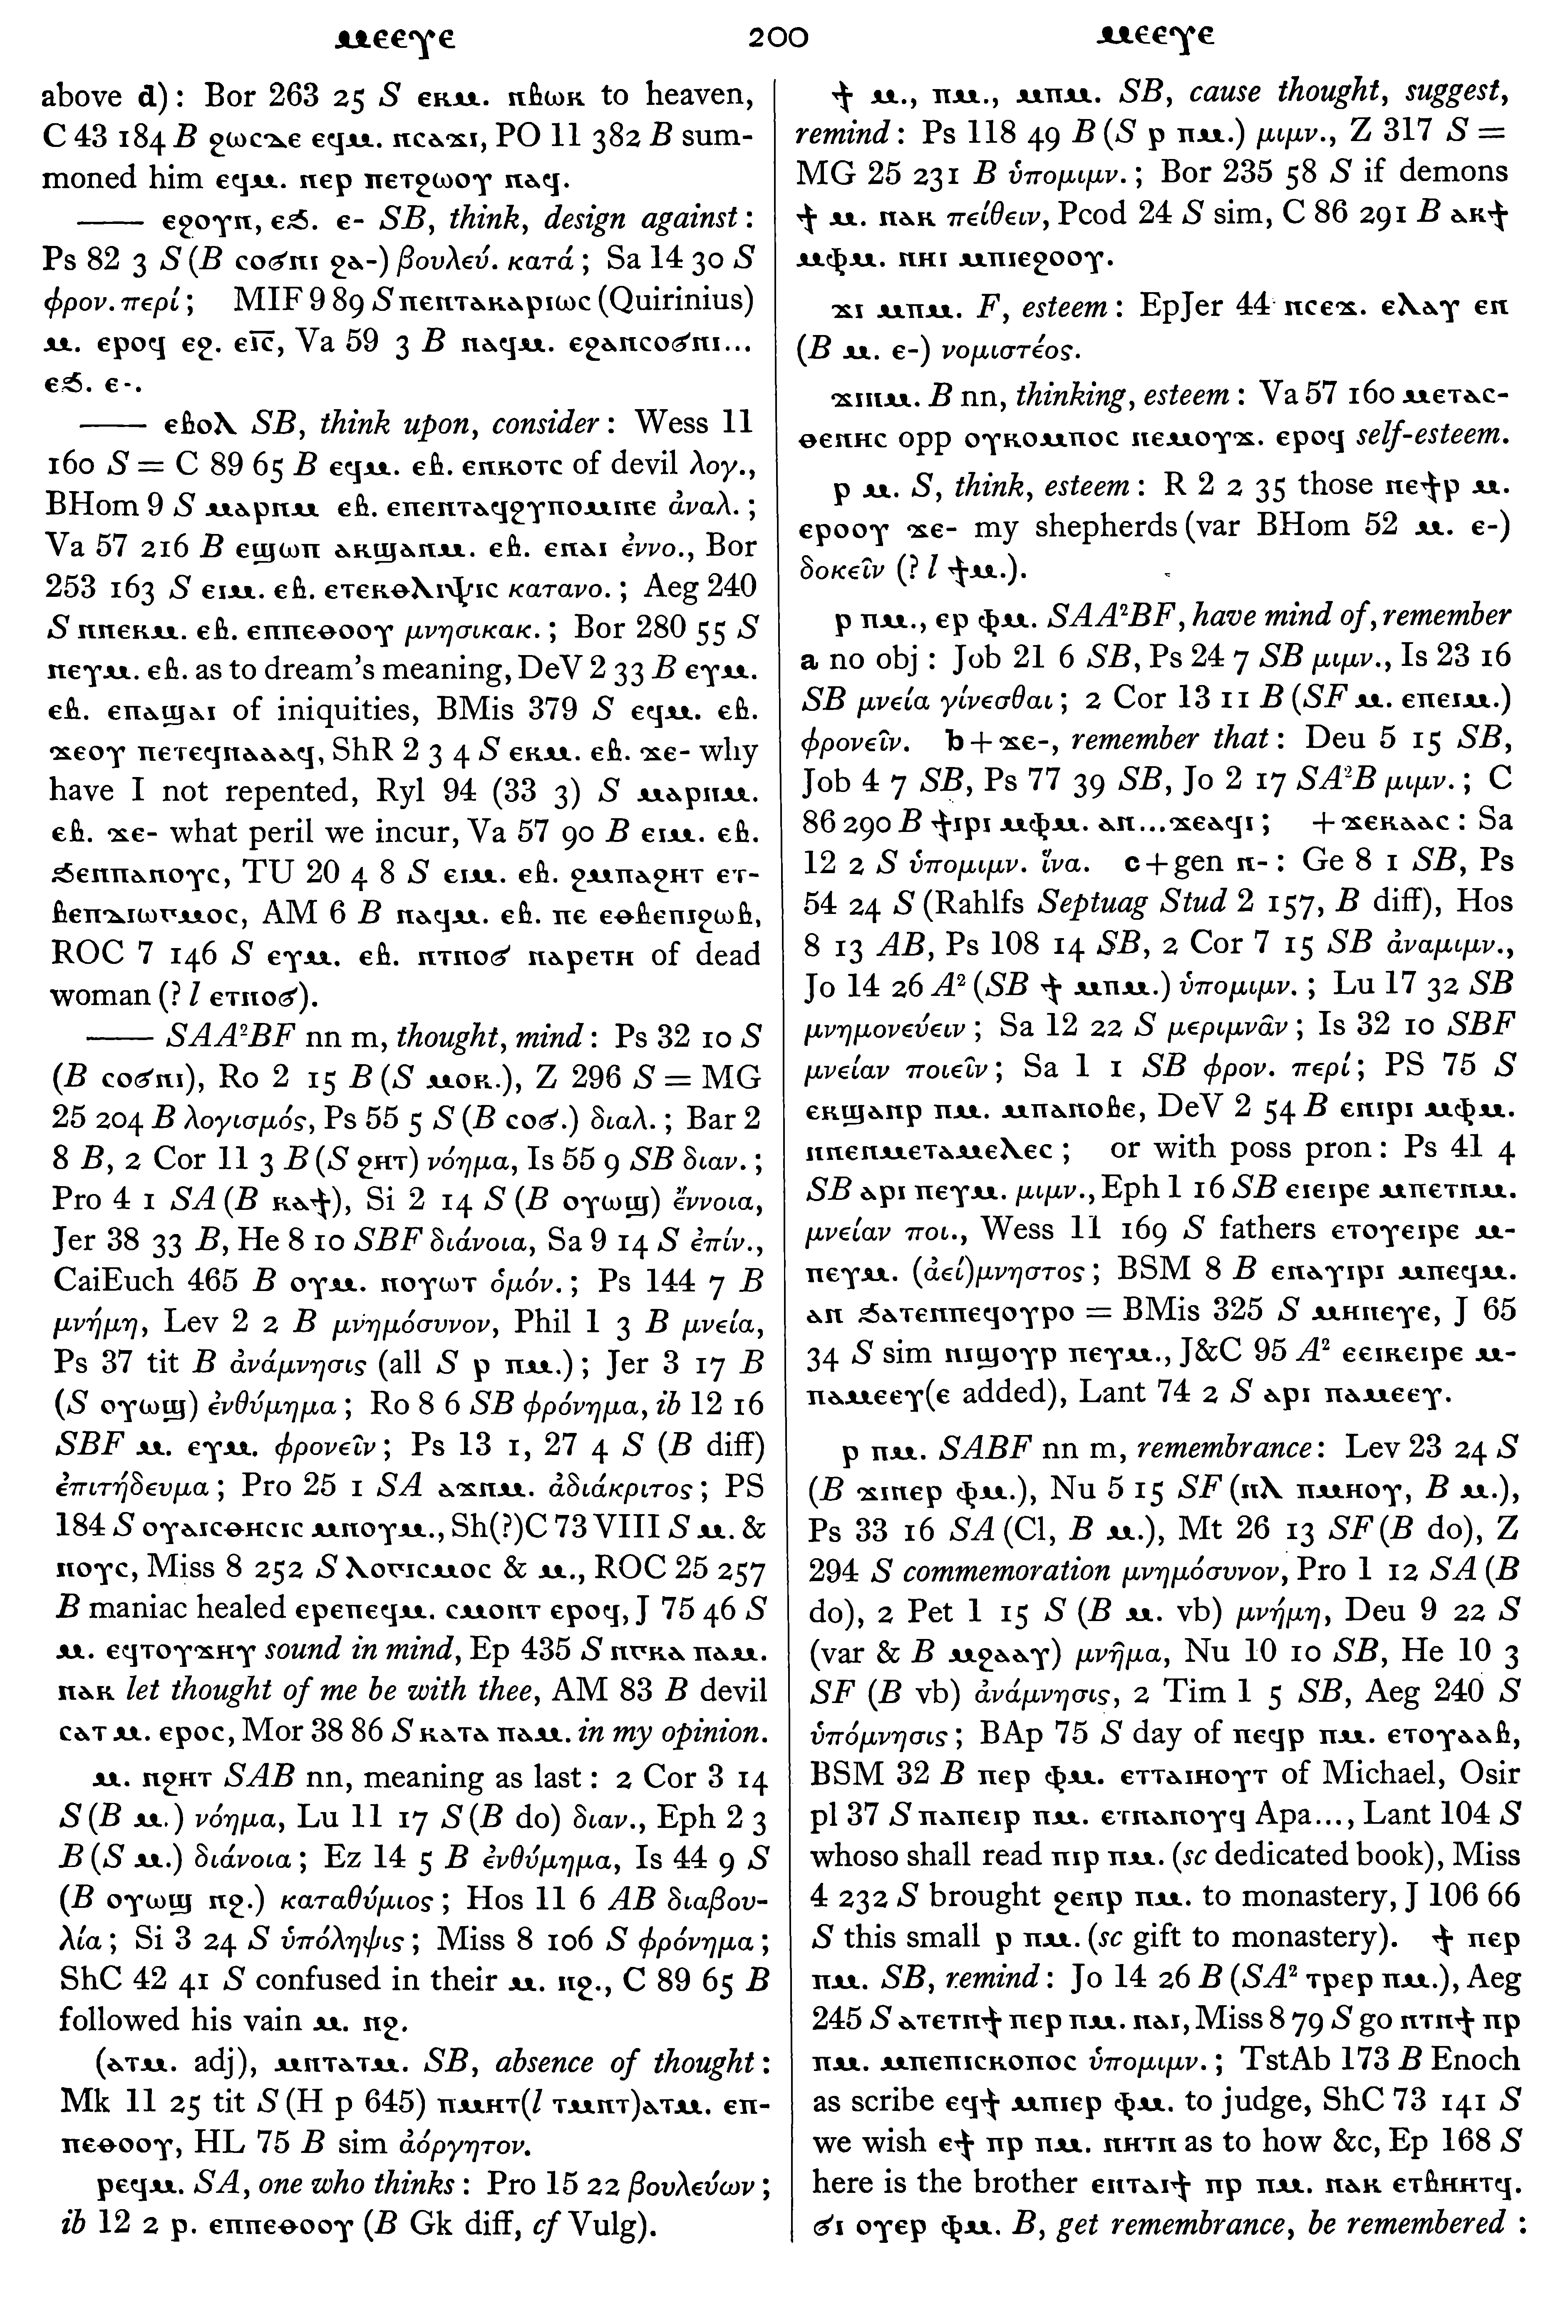 ⲙⲉⲉⲩⲉ 200 ⲙⲉⲉⲩⲉ
above d): Bor 263 25 S ⲉⲕⲙ. ⲛⲃⲱⲕ to heaven,
C 43 184 B ϩⲱⲥϫⲉ ⲉϥⲙ. ⲛⲥⲁϫⲓ, PO 11 382 B sum-
moned him ⲉϥⲙ. ⲛⲉⲣ ⲡⲉⲧϩⲱⲟⲩ ⲛⲁϥ.
—— ⲉϩⲟⲩⲛ, ⲉϧ. ⲉ- SB, think, design against:
Ps 82 3 S (B ⲥⲟϭⲛⲓ ϩⲁ-) βουλεύ. κατά; Sa 14 30 S
φρον. περί; MIF 9 89 S ⲡⲉⲛⲧⲁⲕⲁⲣⲓⲱⲥ (Quirinius)
ⲙ. ⲉⲣⲟϥ ⲉϩ. ⲉⲓ̅ⲥ̅, Va 59 3 B ⲛⲁϥⲙ. ⲉϩⲁⲛⲥⲟϭⲛⲓ...
ⲉϧ. ⲉ-.
—— ⲉⲃⲟⲗ SB, think upon, consider: Wess 11
160 S = C 89 65 B ⲉϥⲙ. ⲉⲃ. ⲉⲛⲕⲟⲧⲥ of devil λογ.,
BHom 9 S ⲙⲁⲣⲛⲙ ⲉⲃ. ⲉⲡⲉⲛⲧⲁϥϩⲩⲡⲟⲙⲓⲛⲉ ἀναλ.;
Va 57 216 B ⲉϣⲱⲡ ⲁⲕϣⲁⲛⲙ. ⲉⲃ. ⲉⲛⲁⲓ ἐννο., Bor
253 163 S ⲉⲓⲙ. ⲉⲃ. ⲉⲧⲉⲕⲑⲗⲓⲯⲓⲥ κατανο.; Aeg 240
S ⲛⲛⲉⲕⲙ. ⲉⲃ. ⲉⲡⲡⲉⲑⲟⲟⲩ μνησικακ.; Bor 280 55 S
ⲛⲉⲩⲙ. ⲉⲃ. as to dream's meaning, DeV 2 33 B ⲉⲩⲙ.
ⲉⲃ. ⲉⲡⲁϣⲁⲓ of iniquities, BMis 379 S ⲉϥⲙ. ⲉⲃ.
ϫⲉⲟⲩ ⲡⲉⲧⲉϥⲛⲁⲁⲁϥ, ShR 2 3 4 S ⲉⲕⲙ. ⲉⲃ. ϫⲉ- why
have I not repented, Ryl 94 (33 3) S ⲙⲁⲣⲛⲙ.
ⲉⲃ. ϫⲉ- what peril we incur, Va 57 90 B ⲉⲓⲙ. ⲉⲃ.
ϧⲉⲛⲛⲁⲛⲟⲩⲥ, TU 20 4 8 S ⲉⲓⲙ. ⲉⲃ. ϩⲙⲡⲁϩⲏⲧ ⲉⲧ-
ⲃⲉⲡⲇⲓⲱⲅⲙⲟⲥ, AM 6 B ⲛⲁϥⲙ. ⲉⲃ. ⲡⲉ ⲉⲑⲃⲉⲡⲓϩⲱⲃ,
ROC 7 146 S ⲉⲩⲙ. ⲉⲃ. ⲛⲧⲛⲟϭ ⲛⲁⲣⲉⲧⲏ of dead
woman (? l ⲉⲧⲛⲟϭ).
—— SAA²BF nn m, thought, mind: Ps 32 10 S
(B ⲥⲟϭⲛⲓ), Ro 2 15 B (S ⲙⲟⲕ.), Z 296 S = MG
25 204 B λογισμός, Ps 55 5 S (B ⲥⲟϭ.) διαλ.; Bar 2
8 B, 2 Cor 11 3 B (S ϩⲏⲧ) νόημα, Is 55 9 SB διαν.;
Pro 4 1 SA (B ⲕⲁϯ), Si 2 14 S (B ⲟⲩⲱϣ) ἔννοια,
Jer 38 33 B, He 8 10 SBF διάνοια, Sa 9 14 S ἐπίν.,
CaiEuch 465 B ⲟⲩⲙ. ⲛⲟⲩⲱⲧ ὁμόν.; Ps 144 7 B
μνήμη, Lev 2 2 B μνημόσυνον, Phil 1 3 B μνεία,
Ps 37 tit B ἀνάμνησις (all S ⲣ ⲡⲙ.); Jer 3 17 B
(S ⲟⲩⲱϣ) ἐνθύμημα; Ro 8 6 SB φρόνημα, ib 12 16
SBF ⲙ. ⲉⲩⲙ. φρονεῖν; Ps 13 1, 27 4 S (B diff)
ἐπιτήδευμα; Pro 25 1 SA ⲁϫⲛⲙ. ἀδιάκριτος; PS
184 S ⲟⲩⲁⲓⲥⲑⲏⲥⲓⲥ ⲙⲡⲟⲩⲙ., Sh(?)C 73 VIII S ⲙ. &
ⲛⲟⲩⲥ, Miss 8 252 S ⲗⲟⲅⲓⲥⲙⲟⲥ & ⲙ., ROC 25 257
B maniac healed ⲉⲣⲉⲡⲉϥⲙ. ⲥⲙⲟⲛⲧ ⲉⲣⲟϥ, J 75 46 S
ⲙ. ⲉϥⲧⲟⲩϫⲏⲩ sound in mind, Ep 435 S ⲛⲅⲕⲁ ⲡⲁⲙ.
ⲛⲁⲕ let thought of me be with thee, AM 83 B devil
ⲥⲁⲧ ⲙ. ⲉⲣⲟⲥ, Mor 38 86 S ⲕⲁⲧⲁ ⲡⲁⲙ. in my opinion.
ⲙ. ⲛϩⲏⲧ SAB nn, meaning as last: 2 Cor 3 14
S (B ⲙ.) νόημα, Lu 11 17 S (B do) διαν., Eph 2 3
B (S ⲙ.) διάνοια; Ez 14 5 B ἐνθύμημα, Is 44 9 S
(B ⲟⲩⲱϣ ⲛϩ.) καταθύμιος; Hos 11 6 AB διαβου-
λία; Si 3 24 S ὑπόληψις; Miss 8 106 S φρόνημα;
ShC 42 41 S confused in their ⲙ. ⲛϩ., C 89 65 B
followed his vain ⲙ. ⲛϩ.
(ⲁⲧⲙ. adj), ⲙⲛⲧⲁⲧⲙ. SB, absence of thought:
Mk 11 25 tit S (H p 645) ⲡⲙⲏⲧ(l ⲧⲙⲛⲧ)ⲁⲧⲙ. ⲉⲡ-
ⲡⲉⲑⲟⲟⲩ, HL 75 B sim ἀόργητον.
ⲣⲉϥⲙ. SA, one who thinks: Pro 15 22 βουλεύων;
ib 12 2 ⲣ. ⲉⲡⲡⲉⲑⲟⲟⲩ (B Gk diff, cf Vulg).
ϯ ⲙ., ⲡⲙ., ⲙⲡⲙ. SB, cause thought, suggest,
remind: Ps 118 49 B (S ⲣ ⲡⲙ.) μιμν., Z 317 S =
MG 25 231 B ὑπομιμν.; Bor 235 58 S if demons
ϯ ⲙ. ⲛⲁⲕ πείθειν, Pcod 24 S sim, C 86 291 B ⲁⲕϯ
ⲙⲫⲙ. ⲛⲏⲓ ⲙⲡⲓⲉϩⲟⲟⲩ.
ϫⲓ ⲙⲡⲙ. F, esteem: EpJer 44 ⲛⲥⲉϫ. ⲉⲗⲁⲩ ⲉⲛ
(B ⲙ. ⲉ-) νομιστέος.
ϫⲓⲛⲙ. B nn, thinking, esteem: Va 57 160 ⲙⲉⲧⲁⲥ-
ⲑⲉⲛⲏⲥ opp ⲟⲩⲕⲟⲙⲡⲟⲥ ⲛⲉⲙⲟⲩϫ. ⲉⲣⲟϥ self-esteem.
ⲣ ⲙ. S, think, esteem: R 2 2 35 those ⲛⲉϯⲣ ⲙ.
ⲉⲣⲟⲟⲩ ϫⲉ- my shepherds (var BHom 52 ⲙ. ⲉ-)
δοκεῖν (? l ϯⲙ.).
ⲣ ⲡⲙ., ⲉⲣ ⲫⲙ. SAA²BF, have mind of, remember
a no obj: Job 21 6 SB, Ps 24 7 SB μιμν., Is 23 16
SB μνεία γίνεσθαι; 2 Cor 13 11 B (SF ⲙ. ⲉⲡⲉⲓⲙ.)
φρονεῖν. b + ϫⲉ-, remember that: Deu 5 15 SB,
Job 4 7 SB, Ps 77 39 SB, Jo 2 17 SA²B μιμν.; C
86 290 B ϯⲓⲣⲓ ⲙⲫⲙ. ⲁⲛ...ϫⲉⲁϥⲓ; + ϫⲉⲕⲁⲁⲥ: Sa
12 2 S ὑπομιμν. ἵνα. c + gen ⲛ-: Ge 8 1 SB, Ps
54 24 S (Rahlfs Septuag Stud 2 157, B diff), Hos
8 13 AB, Ps 108 14 SB, 2 Cor 7 15 SB ἀναμιμν.,
Jo 14 26 A² (SB ϯ ⲙⲡⲙ.) ὑπομιμν.; Lu 17 32 SB
μνημονεύειν; Sa 12 22 S μεριμνᾶν; Is 32 10 SBF
μνείαν ποιεῖν; Sa 1 1 SB φρον. περί; PS 75 S
ⲉⲕϣⲁⲛⲣ ⲡⲙ. ⲙⲡⲁⲛⲟⲃⲉ, DeV 2 54 B ⲉⲛⲓⲣⲓ ⲙⲫⲙ.
ⲛⲛⲉⲛⲙⲉⲧⲁⲙⲉⲗⲉⲥ; or with poss pron: Ps 41 4
SB ⲁⲣⲓ ⲡⲉⲩⲙ. μιμν., Eph 1 16 SB ⲉⲓⲉⲓⲣⲉ ⲙⲡⲉⲧⲛⲙ.
μνείαν ποι., Wess 11 169 S fathers ⲉⲧⲟⲩⲉⲓⲣⲉ ⲙ-
ⲡⲉⲩⲙ. (ἀεί)μνηστος; BSM 8 B ⲉⲛⲁⲩⲓⲣⲓ ⲙⲡⲉϥⲙ.
ⲁⲛ ϧⲁⲧⲉⲛⲡⲉϥⲟⲩⲣⲟ = BMis 325 S ⲙⲏⲛⲉⲩⲉ, J 65
34 S sim ⲛⲓϣⲟⲩⲣ ⲡⲉⲩⲙ., J&C 95 A² ⲉⲉⲓⲕⲉⲓⲣⲉ ⲙ-
ⲡⲁⲙⲉⲉⲩ(ⲉ added), Lant 74 2 S ⲁⲣⲓ ⲡⲁⲙⲉⲉⲩ.
ⲣ ⲡⲙ. SABF nn m, remembrance: Lev 23 24 S
(B ϫⲓⲛⲉⲣ ⲫⲙ.), Nu 5 15 SF (ⲛⲗ ⲡⲙⲏⲟⲩ, B ⲙ.),
Ps 33 16 SA (Cl, B ⲙ.), Mt 26 13 SF (B do), Z
294 S commemoration μνημόσυνον, Pro 1 12 SA (B
do), 2 Pet 1 15 S (B ⲙ. vb) μνήμη, Deu 9 22 S
(var & B ⲙϩⲁⲁⲩ) μνῆμα, Nu 10 10 SB, He 10 3
SF (B vb) ἀνάμνησις, 2 Tim 1 5 SB, Aeg 240 S
ὑπόμνησις; BAp 75 S day of ⲡⲉϥⲣ ⲡⲙ. ⲉⲧⲟⲩⲁⲁⲃ,
BSM 32 B ⲡⲉⲣ ⲫⲙ. ⲉⲧⲧⲁⲓⲏⲟⲩⲧ of Michael, Osir
pl 37 S ⲡⲁⲡⲉⲓⲣ ⲡⲙ. ⲉⲧⲛⲁⲛⲟⲩϥ Apa..., Lant 104 S
whoso shall read ⲡⲓⲣ ⲡⲙ. (sc dedicated book), Miss
4 232 S brought ϩⲉⲛⲣ ⲡⲙ. to monastery, J 106 66
S this small ⲣ ⲡⲙ. (sc gift to monastery). ϯ ⲡⲉⲣ
ⲡⲙ. SB, remind: Jo 14 26 B (SA² ⲧⲣⲉⲣ ⲡⲙ.), Aeg
245 S ⲁⲧⲉⲧⲛϯ ⲡⲉⲣ ⲡⲙ. ⲛⲁⲓ, Miss 8 79 S go ⲛⲧⲛϯ ⲡⲣ
ⲡⲙ. ⲙⲡⲉⲡⲓⲥⲕⲟⲡⲟⲥ ὑπομιμν.; TstAb 173 B Enoch
as scribe ⲉϥϯ ⲙⲡⲓⲉⲣ ⲫⲙ. to judge, ShC 73 141 S
we wish ⲉϯ ⲡⲣ ⲡⲙ. ⲛⲏⲧⲛ as to how &c, Ep 168 S
here is the brother ⲉⲛⲧⲁⲓϯ ⲡⲣ ⲡⲙ. ⲛⲁⲕ ⲉⲧⲃⲏⲏⲧϥ.
ϭⲓ ⲟⲩⲉⲣ ⲫⲙ. B, get remembrance, be remembered: